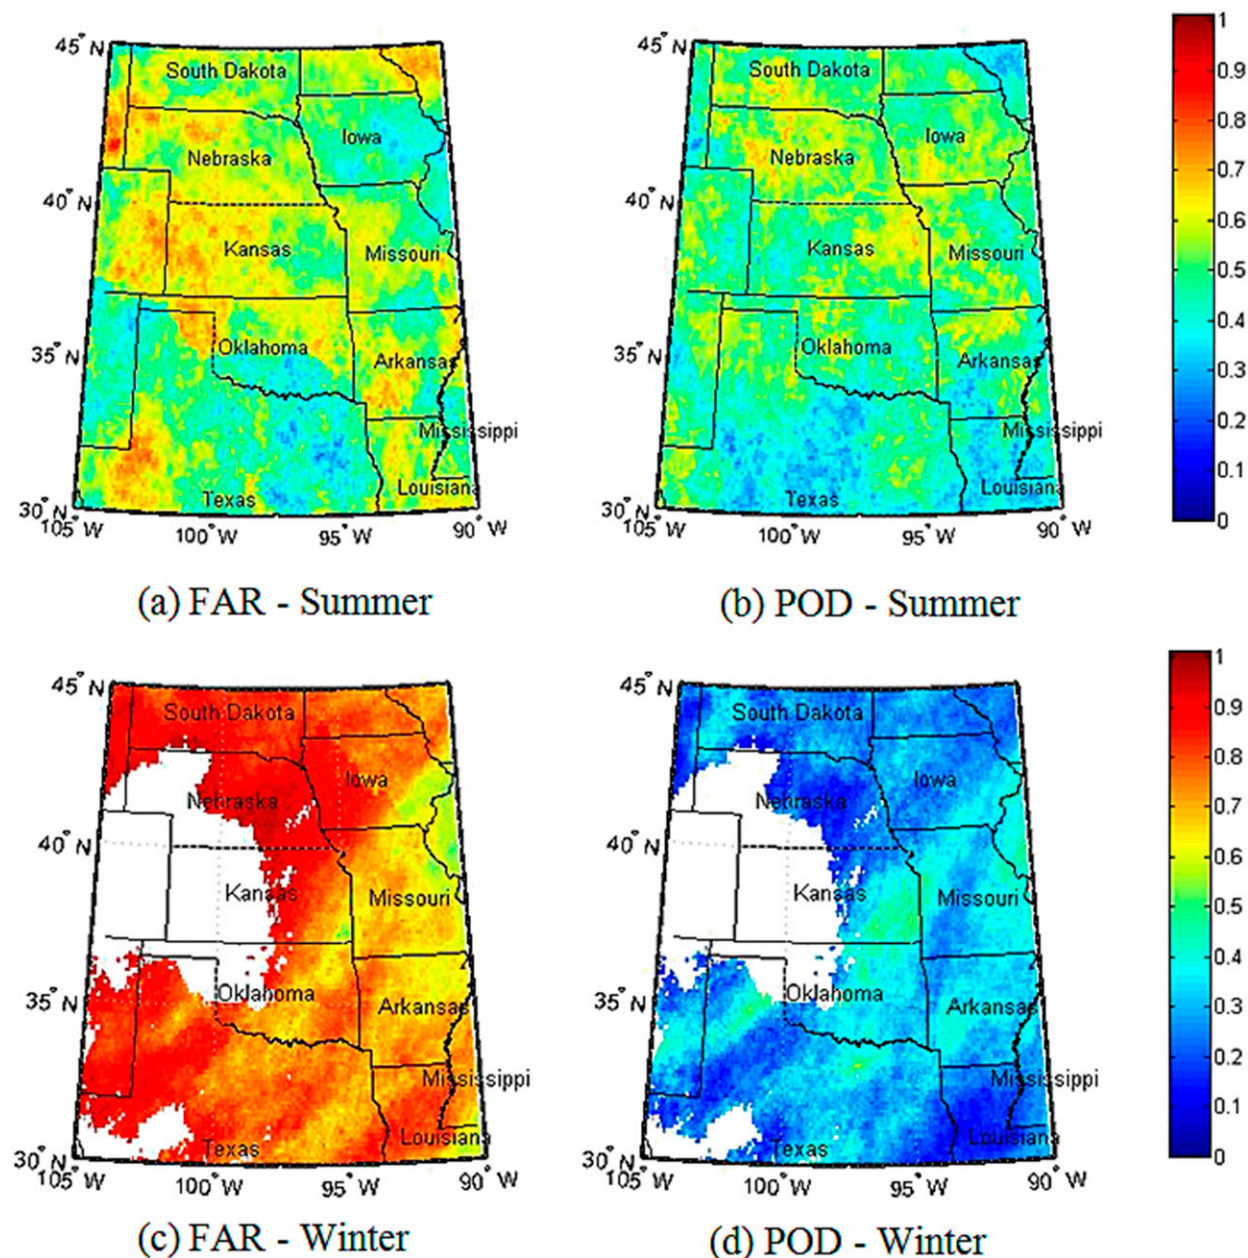 45° N
South Dakota
Iowa
Nebraska
40° N
Kansas
Missouri
35° N
Oklahoma
Arkansas
Mississippi
Texas
Louisiana
30° N
105° W
100° W
95° W
90° W
(a) FAR - Summer
45° N
South Dakota
Iowa
Nebraska
40° N
Kansas
Missouri
35° N
Oklahoma
Arkansas
Mississippi
Texas
Louisiana
30° N
105° W
100° W
95° W
90° W
(b) POD - Summer
1
0.9
0.8
0.7
0.6
0.5
0.4
0.3
0.2
0.1
0
45° N
South Dakota
Iowa
Nebraska
40° N
Kansas
Missouri
35° N
Oklahoma
Arkansas
Mississippi
Texas
Louisiana
30° N
105° W
100° W
95° W
90° W
(c) FAR - Winter
45° N
South Dakota
Iowa
Nebraska
40° N
Kansas
Missouri
35° N
Oklahoma
Arkansas
Mississippi
Texas
Louisiana
30° N
105° W
100° W
95° W
90° W
(d) POD - Winter
1
0.9
0.8
0.7
0.6
0.5
0.4
0.3
0.2
0.1
0